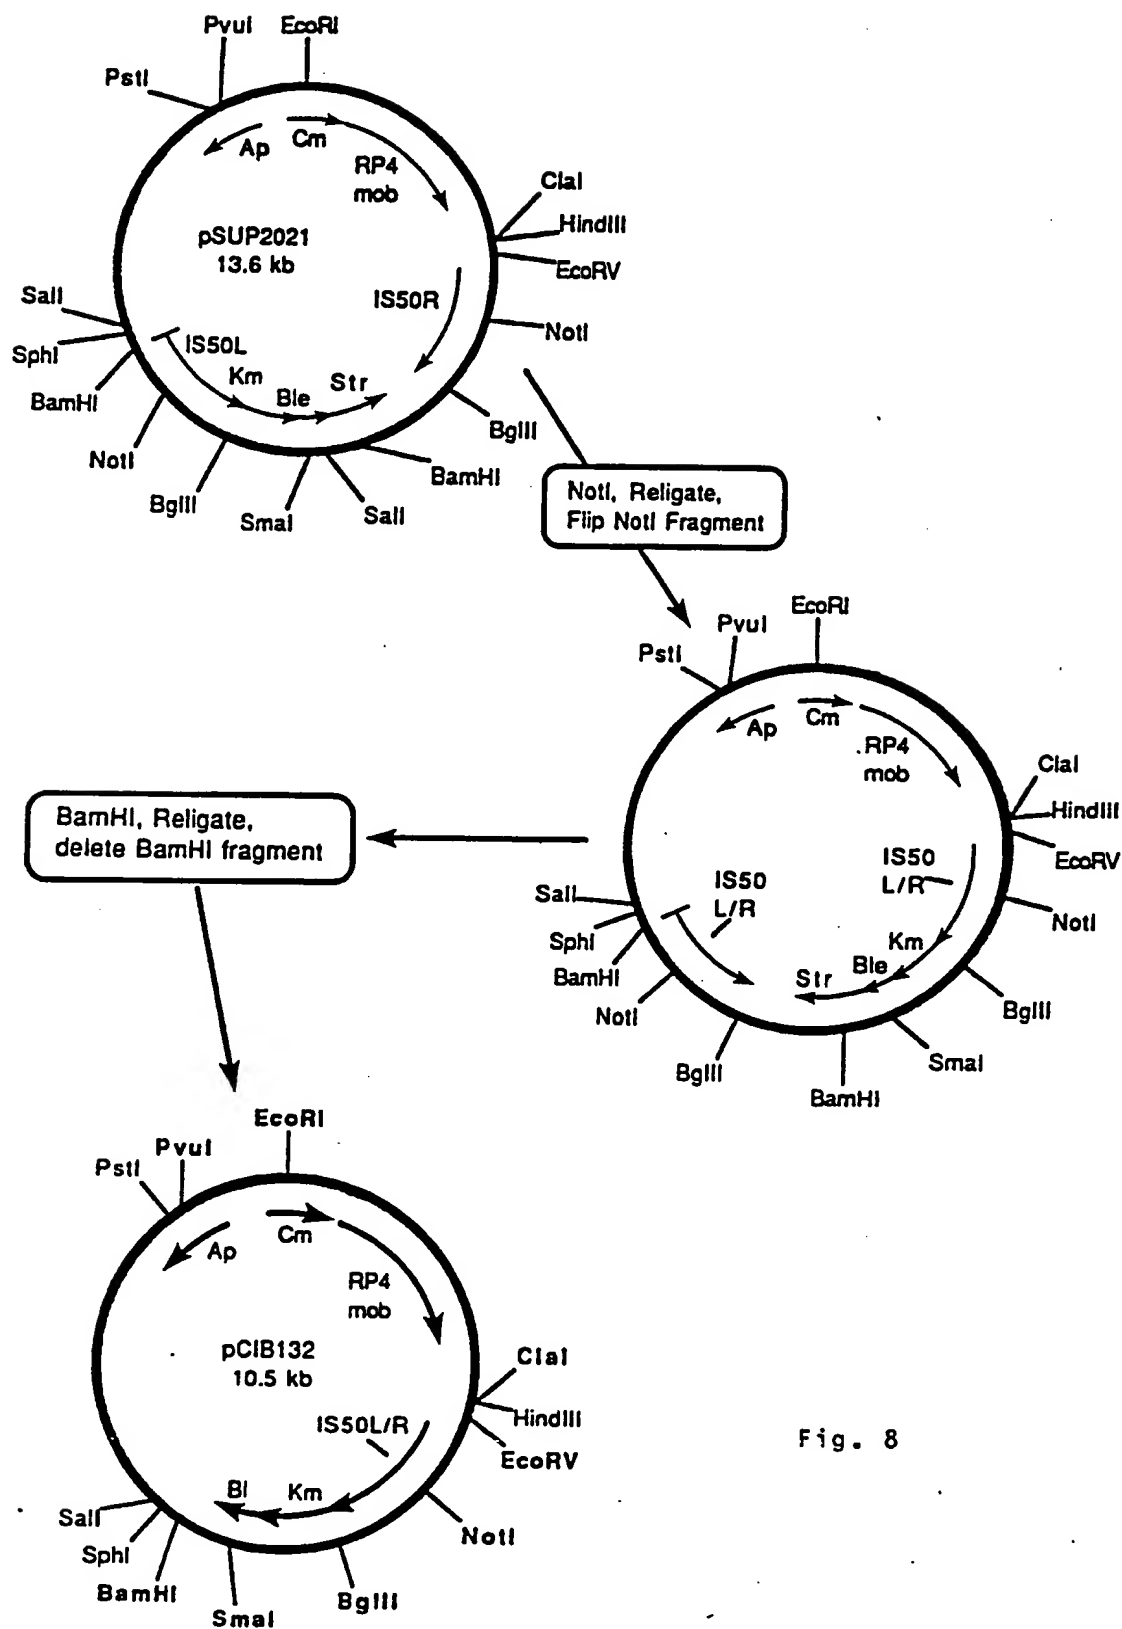 PvuI
EcoRI
PstI
Ap
Cm
RP4
mob
ClaI
HindIII
EcoRV
pSUP2021
13.6 kb
IS50R
NotI
SalI
SphI
BamHI
IS50L
Km
Ble
Str
NotI
BglII
SmaI
SalI
BamHI
BglII
NotI, Religate,
Flip NotI Fragment
EcoRI
PvuI
PstI
Ap
Cm
RP4
mob
ClaI
HindIII
EcoRV
IS50
L/R
IS50
L/R
NotI
SalI
SphI
BamHI
NotI
Km
Ble
Str
BglII
BglII
BamHI
SmaI
BamHI, Religate,
delete BamHI fragment
EcoRI
PvuI
PstI
Ap
Cm
RP4
mob
pCIB132
10.5 kb
ClaI
HindIII
EcoRV
IS50L/R
Bl
Km
NotI
SalI
SphI
BamHI
SmaI
BglII
Fig. 8